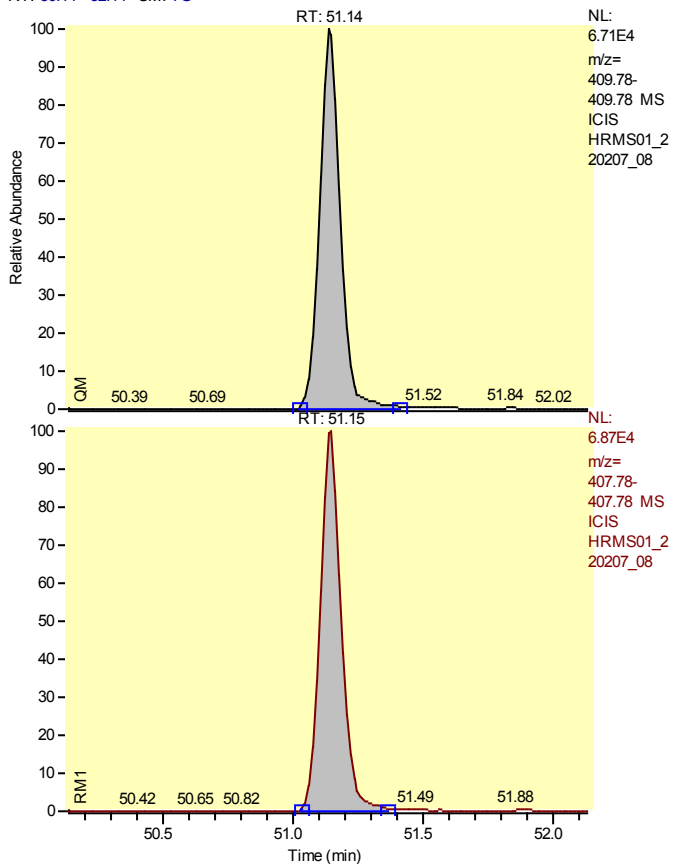 RT: 51.14
NL:
6.71E4
m/z=
409.78-
409.78 MS
ICIS
HRMS01_2
20207_08
100
90
80
70
60
50
40
30
20
10
0
Relative Abundance
QM
50.39 50.69 51.52 51.84 52.02
RT: 51.15
NL:
6.87E4
m/z=
407.78-
407.78 MS
ICIS
HRMS01_2
20207_08
100
90
80
70
60
50
40
30
20
10
0
RM1
50.42 50.65 50.82 51.49 51.88
50.5 51.0 51.5 52.0
Time (min)